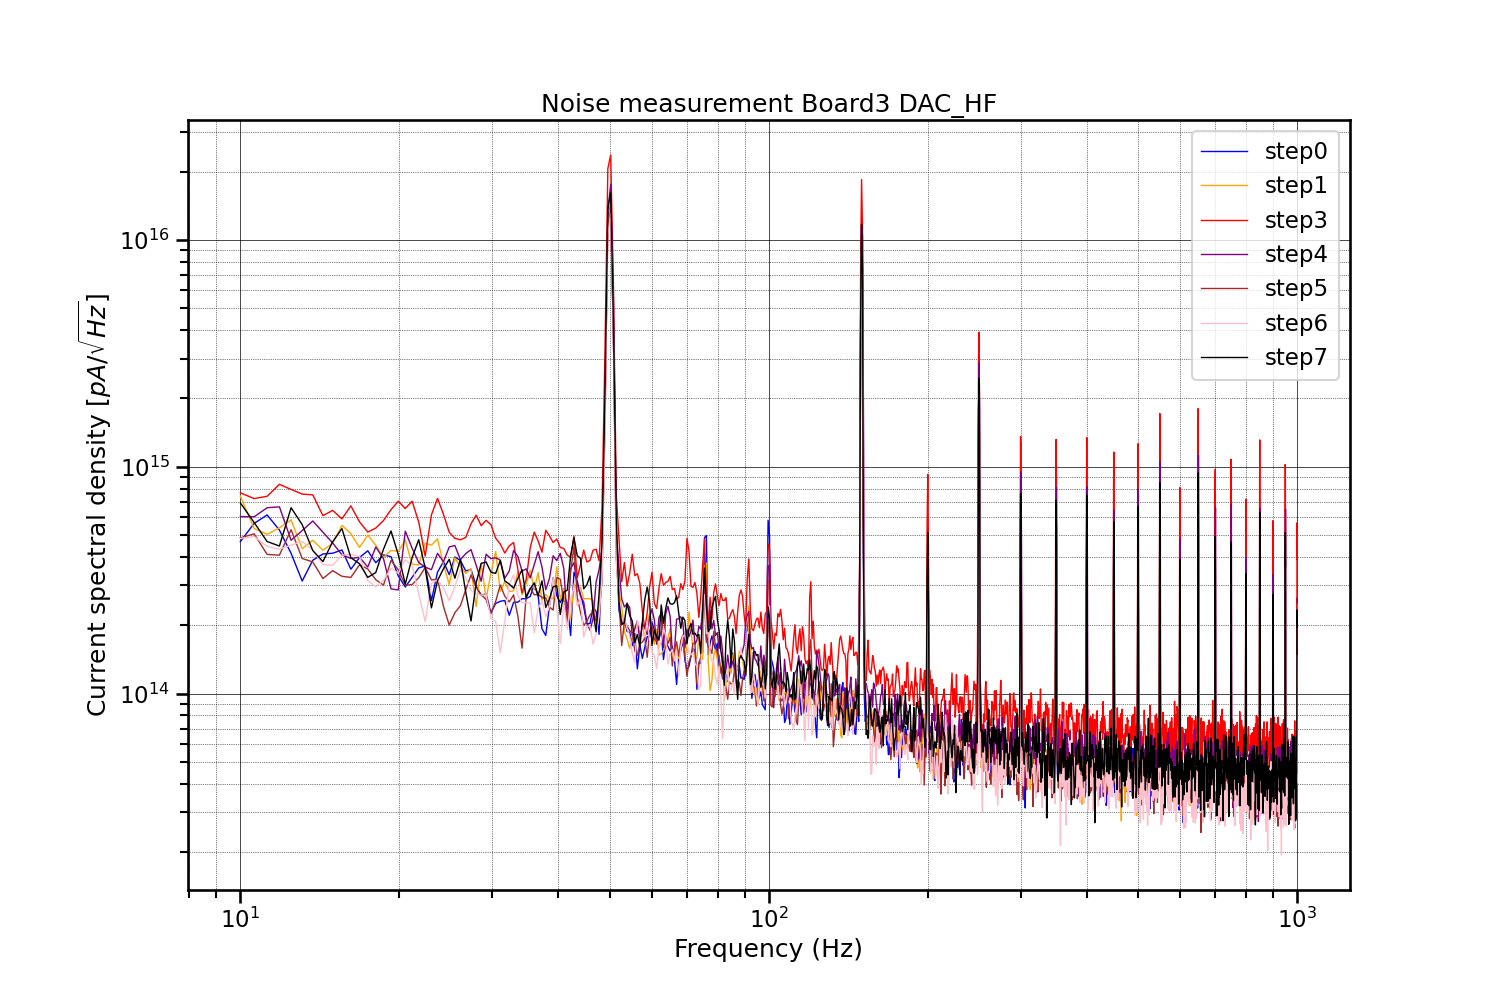 Noise measurement Board3 DAC_HF
step0
step1
step3
step4
step5
step6
step7
10^16
10^15
10^14
Current spectral density [pA/√Hz]
10^1
10^2
10^3
Frequency (Hz)